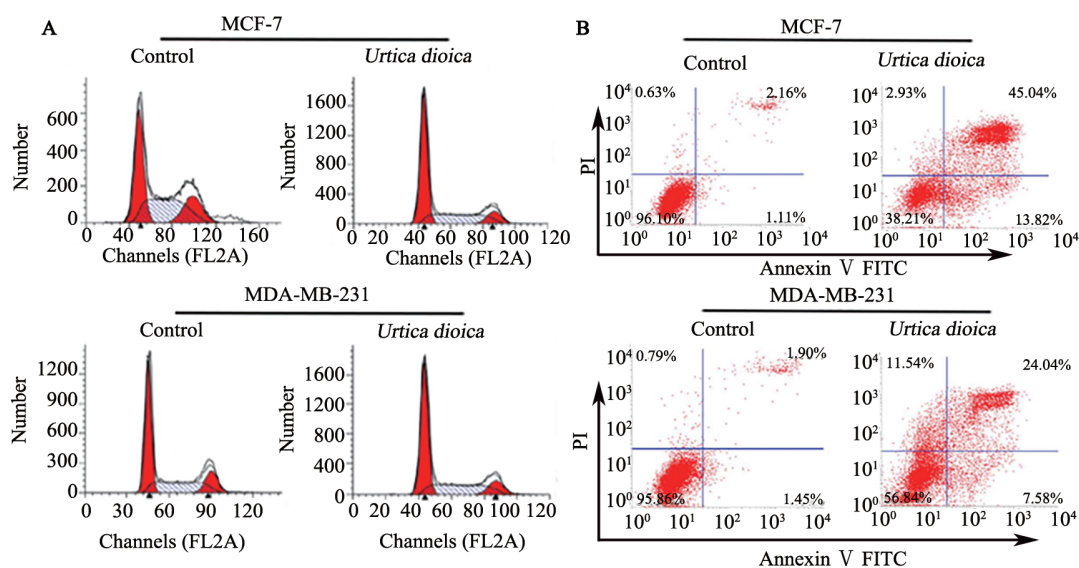 A
MCF-7
Control
Urtica dioica
Number
600
400
200
0
0 40 80 120 160
Channels (FL2A)
Number
1600
1200
800
400
0
0 20 40 60 80 100 120
Channels (FL2A)
MDA-MB-231
Control
Urtica dioica
Number
1200
900
600
300
0
0 30 60 90 120
Channels (FL2A)
Number
1600
1200
800
400
0
0 20 40 60 80 100 120
Channels (FL2A)
B
MCF-7
Control
Urtica dioica
PI
10⁴
10³
10²
10¹
10⁰
0.63% 2.16%
96.10% 1.11%
10⁰ 10¹ 10² 10³ 10⁴
10⁴
10³
10²
10¹
10⁰
2.93% 45.04%
38.21% 13.82%
10⁰ 10¹ 10² 10³ 10⁴
Annexin V FITC
MDA-MB-231
Control
Urtica dioica
PI
10⁴
10³
10²
10¹
10⁰
0.79% 1.90%
95.86% 1.45%
10⁰ 10¹ 10² 10³ 10⁴
10⁴
10³
10²
10¹
10⁰
11.54% 24.04%
56.84% 7.58%
10⁰ 10¹ 10² 10³ 10⁴
Annexin V FITC